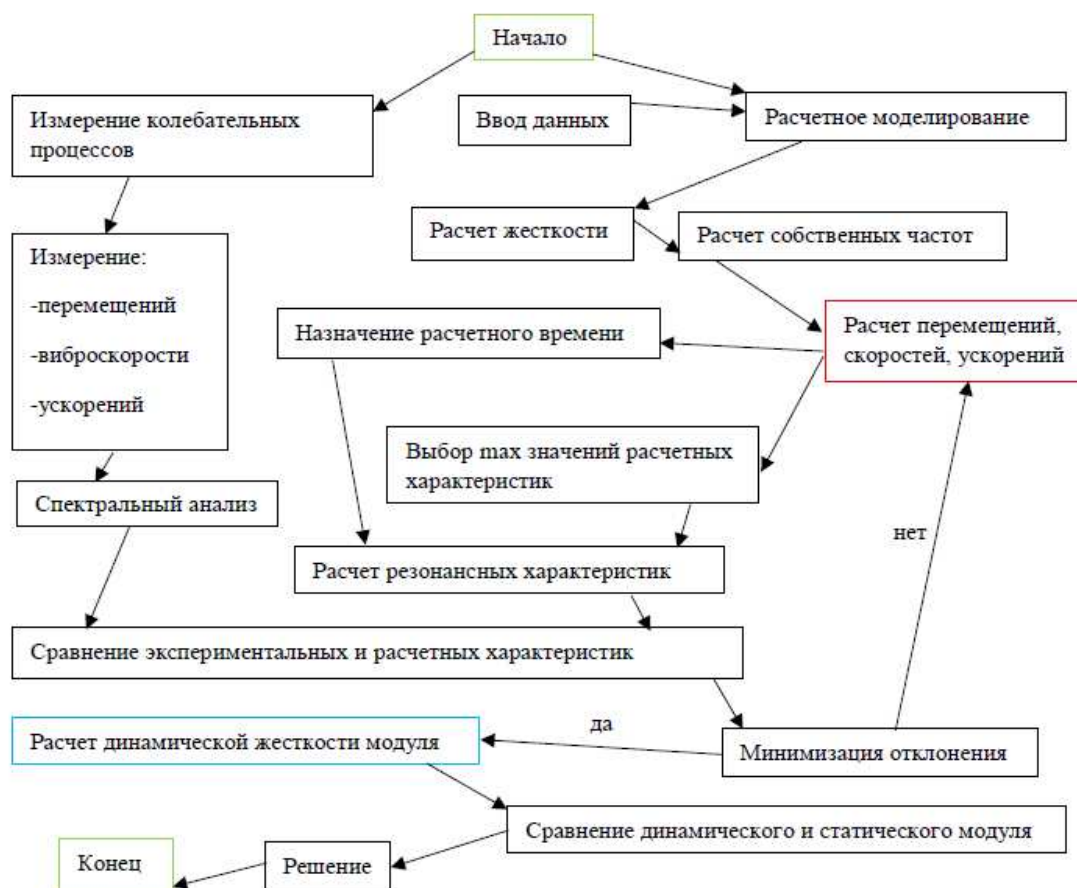 Начало
Измерение колебательных
процессов
Ввод данных
Расчетное моделирование
Расчет жесткости
Расчет собственных частот
Измерение:
-перемещений
-виброскорости
-ускорений
Назначение расчетного времени
Расчет перемещений,
скоростей, ускорений
Выбор max значений расчетных
характеристик
Спектральный анализ
нет
Расчет резонансных характеристик
Сравнение экспериментальных и расчетных характеристик
да
Расчет динамической жесткости модуля
Минимизация отклонения
Сравнение динамического и статического модуля
Решение
Конец